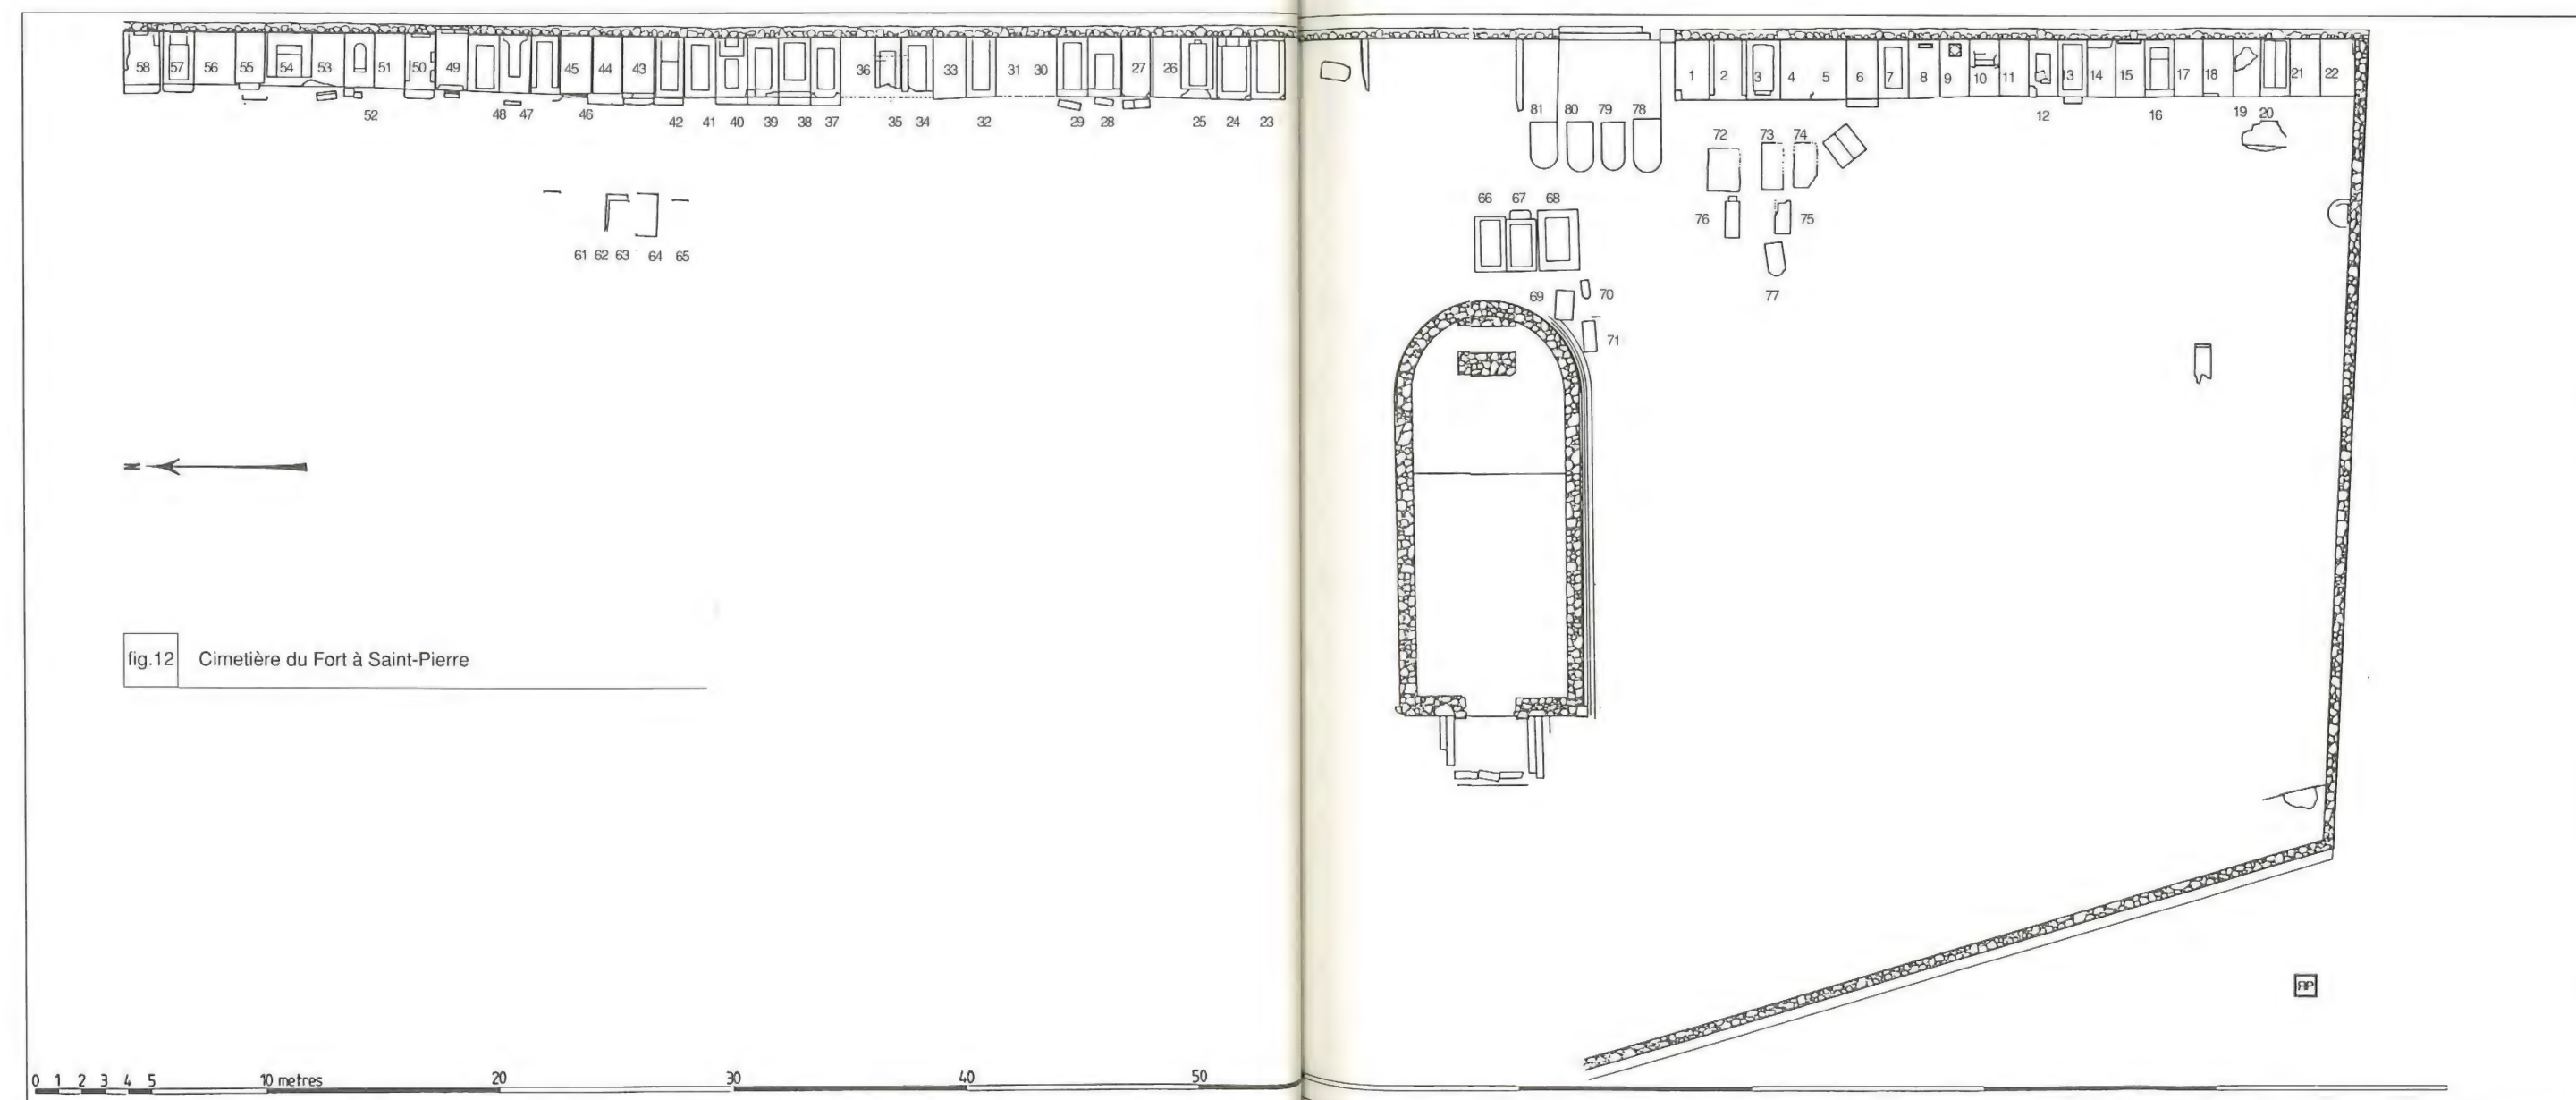 58 57 56 55 54 53 51 50 49 45 44 43 36 33 31 30 27 26
52 48 47 46 42 41 40 39 38 37 35 34 32 29 28 25 24 23
61 62 63 64 65
N
fig.12 Cimetière du Fort à Saint-Pierre
0 1 2 3 4 5 10 metres 20 30 40 50
1 2 3 4 5 6 7 8 9 10 11 13 14 15 17 18 21 22
81 80 79 78 12 16 19 20
72 73 74
66 67 68 76 75
69 70 77
71